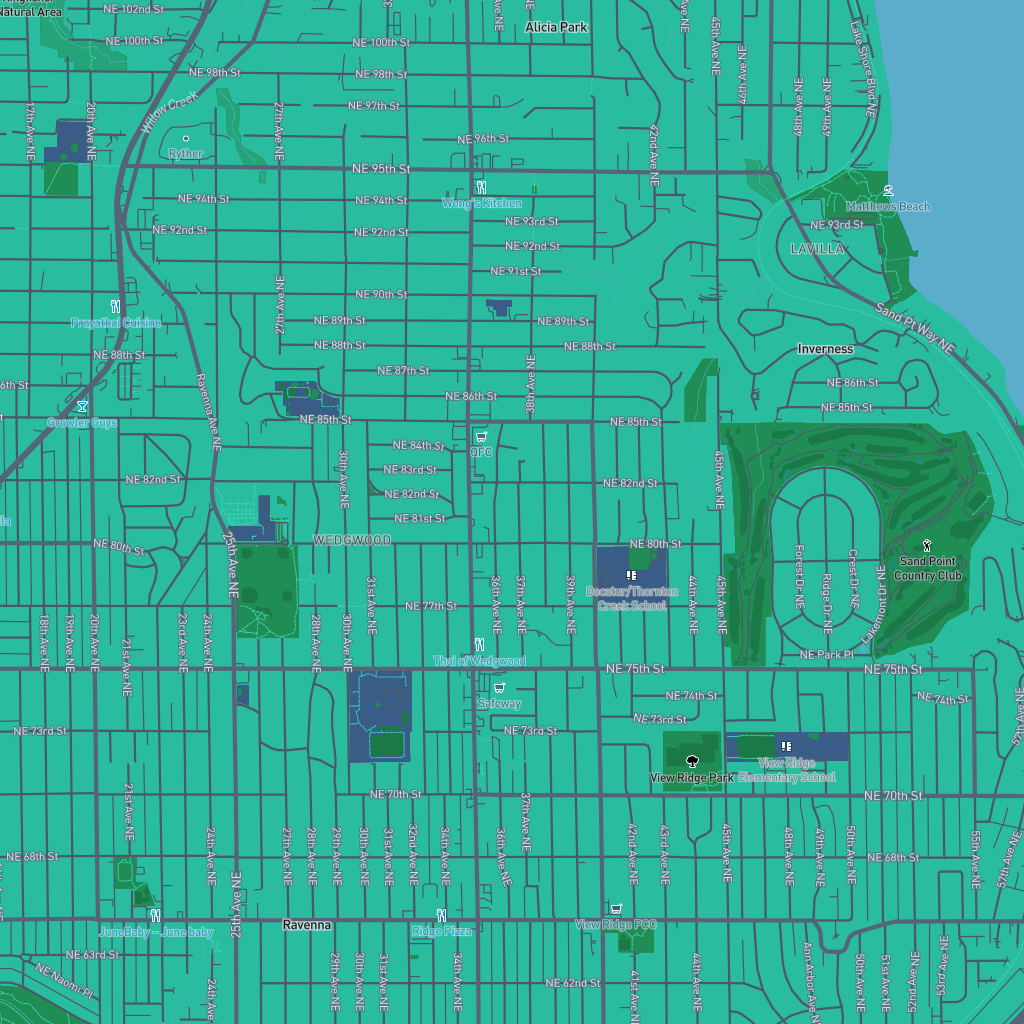 Natural Area
NE 102nd St
NE 100th St
NE 98th St
NE 100th St
NE 98th St
NE 97th St
NE 96th St
NE 95th St
NE 94th St
NE 92nd St
NE 94th St
NE 92nd St
NE 93rd St
NE 92nd St
NE 91st St
NE 90th St
NE 89th St
NE 88th St
NE 89th St
NE 88th St
NE 88th St
NE 87th St
NE 86th St
NE 85th St
NE 85th St
NE 84th St
NE 83rd St
NE 82nd St
NE 81st St
NE 82nd St
NE 82nd St
NE 80th St
NE 80th St
NE 77th St
NE 75th St
NE 75th St
NE 74th St
NE 73rd St
NE 73rd St
NE 73rd St
NE 74th St
NE 70th St
NE 70th St
NE 68th St
NE 68th St
NE 63rd St
NE 62nd St
NE Naomi Pl
NE 93rd St
NE 86th St
NE 85th St
NE Park Pl
Alicia Park
Willow Creek
Ryther
Wong's Kitchen
Matthews Beach
LAVILLA
Sand Pt Way NE
Lake Shore Blvd NE
Inverness
Prayathai Cuisine
Growler Guys
QFC
WEDGWOOD
Decatur/Thornton
Creek School
Sand Point
Country Club
Thai of Wedgwood
Safeway
View Ridge Park
View Ridge
Elementary School
JuneBaby - June baby
Ravenna
Ridge Pizza
View Ridge PCC
17th Ave NE
20th Ave NE
27th Ave NE
42nd Ave NE
45th Ave NE
46th Ave NE
48th Ave NE
49th Ave NE
27th Ave NE
38th Ave NE
Ravenna Ave NE
30th Ave NE
45th Ave NE
25th Ave NE
18th Ave NE
19th Ave NE
20th Ave NE
21st Ave NE
23rd Ave NE
24th Ave NE
28th Ave NE
30th Ave NE
31st Ave NE
36th Ave NE
37th Ave NE
39th Ave NE
44th Ave NE
45th Ave NE
Forest Dr NE
Ridge Dr NE
Crest Dr NE
Lakemont Dr NE
52th Ave NE
21st Ave NE
24th Ave NE
25th Ave NE
27th Ave NE
28th Ave NE
29th Ave NE
30th Ave NE
31st Ave NE
32nd Ave NE
34th Ave NE
36th Ave NE
37th Ave NE
42nd Ave NE
43rd Ave NE
45th Ave NE
48th Ave NE
49th Ave NE
50th Ave NE
55th Ave NE
57th Ave NE
24th Ave
29th Ave NE
30th Ave NE
31st Ave NE
34th Ave NE
41st Ave NE
44th Ave NE
Ann Arbor Ave N
50th Ave NE
51st Ave NE
52nd Ave NE
53rd Ave NE